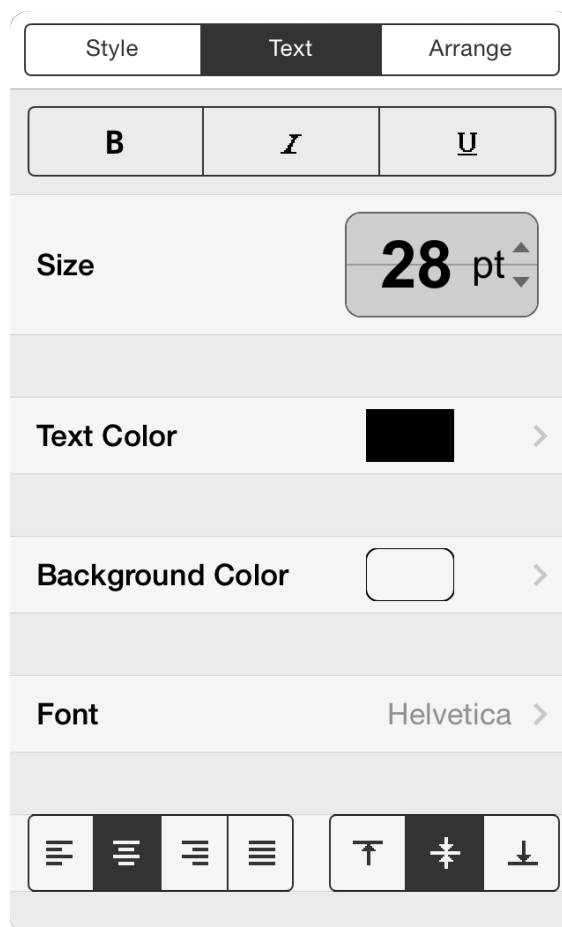 Style Text Arrange
B I U
Size 28 pt
Text Color
Background Color
Font Helvetica